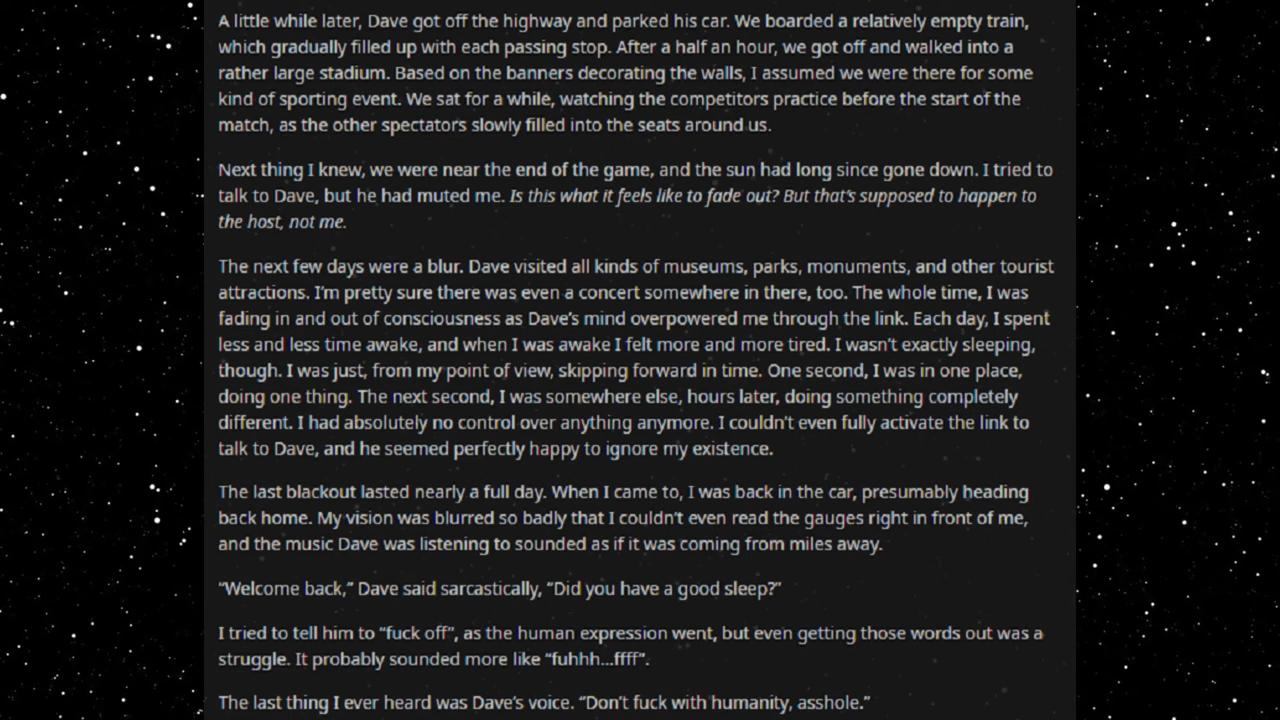 A little while later, Dave got off the highway and parked his car. We boarded a relatively empty train,
which gradually filled up with each passing stop. After a half an hour, we got off and walked into a
rather large stadium. Based on the banners decorating the walls, I assumed we were there for some
kind of sporting event. We sat for a while, watching the competitors practice before the start of the
match, as the other spectators slowly filled into the seats around us.
Next thing I knew, we were near the end of the game, and the sun had long since gone down. I tried to
talk to Dave, but he had muted me. Is this what it feels like to fade out? But that's supposed to happen to
the host, not me.
The next few days were a blur. Dave visited all kinds of museums, parks, monuments, and other tourist
attractions. I'm pretty sure there was even a concert somewhere in there, too. The whole time, I was
fading in and out of consciousness as Dave's mind overpowered me through the link. Each day, I spent
less and less time awake, and when I was awake I felt more and more tired. I wasn't exactly sleeping,
though. I was just, from my point of view, skipping forward in time. One second, I was in one place,
doing one thing. The next second, I was somewhere else, hours later, doing something completely
different. I had absolutely no control over anything anymore. I couldn't even fully activate the link to
talk to Dave, and he seemed perfectly happy to ignore my existence.
The last blackout lasted nearly a full day. When I came to, I was back in the car, presumably heading
back home. My vision was blurred so badly that I couldn't even read the gauges right in front of me,
and the music Dave was listening to sounded as if it was coming from miles away.
“Welcome back,” Dave said sarcastically, “Did you have a good sleep?”
I tried to tell him to “fuck off”, as the human expression went, but even getting those words out was a
struggle. It probably sounded more like “fuhhh...ffff”.
The last thing I ever heard was Dave's voice. “Don't fuck with humanity, asshole.”